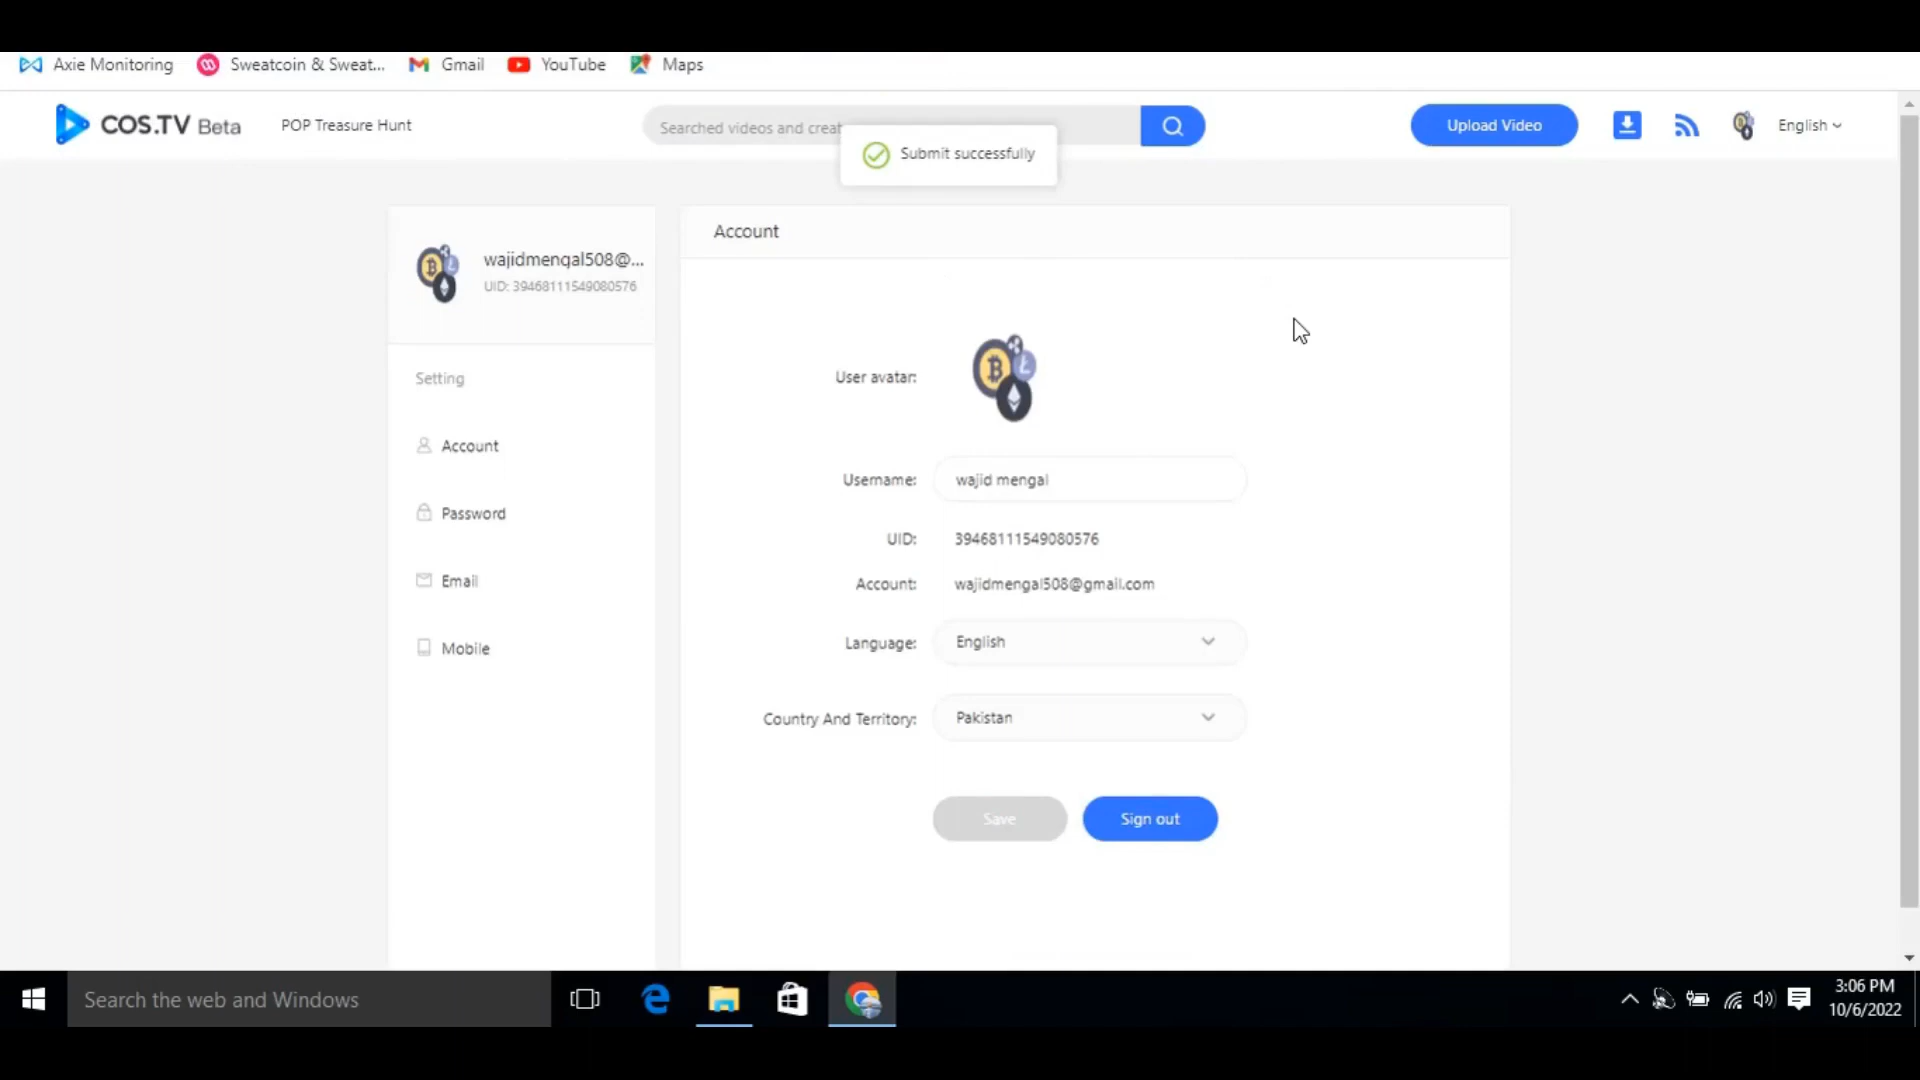 Axie Monitoring Sweatcoin & Sweat... Gmail YouTube Maps
COS.TV Beta POP Treasure Hunt Searched videos and creat Upload Video English
Submit successfully
wajidmengal508@...
UID: 39468111549080576
Account
Setting
Account
Password
Email
Mobile
User avatar:
Username: wajid mengal
UID: 39468111549080576
Account: wajidmengal508@gmail.com
Language: English
Country And Territory: Pakistan
Save Sign out
Search the web and Windows
3:06 PM
10/6/2022